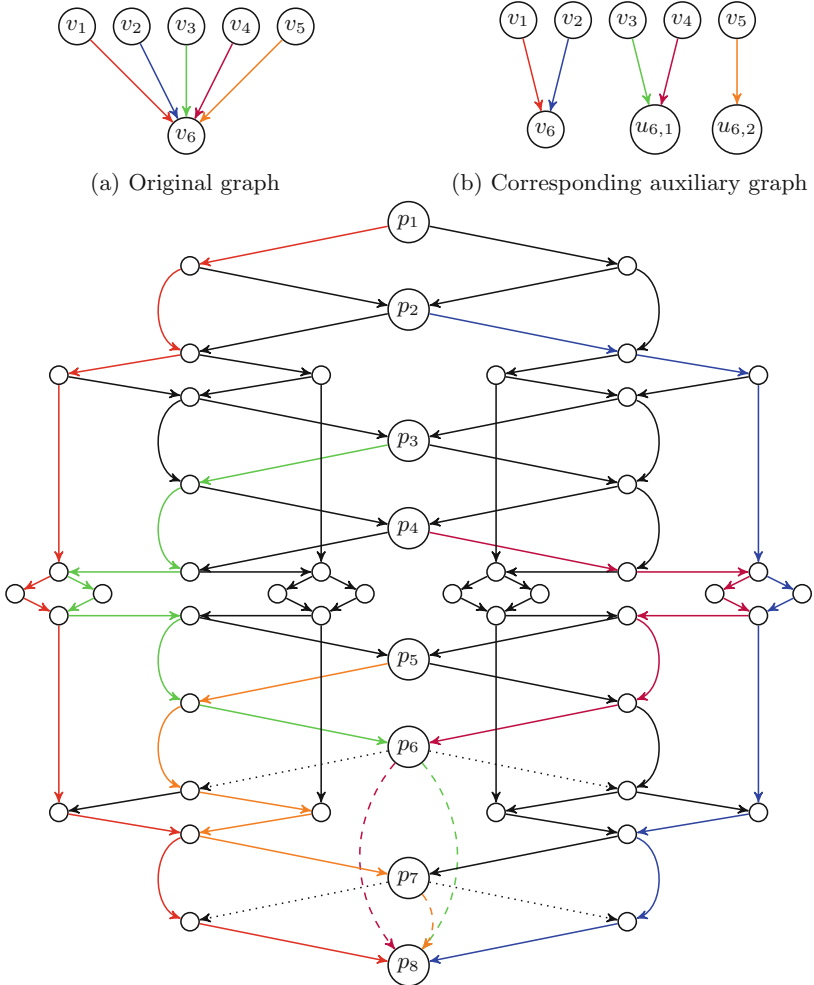 v1 v2 v3 v4 v5
v6
(a) Original graph
v1 v2 v3 v4 v5
v6 u6,1 u6,2
(b) Corresponding auxiliary graph
p1
p2
p3
p4
p5
p6
p7
p8